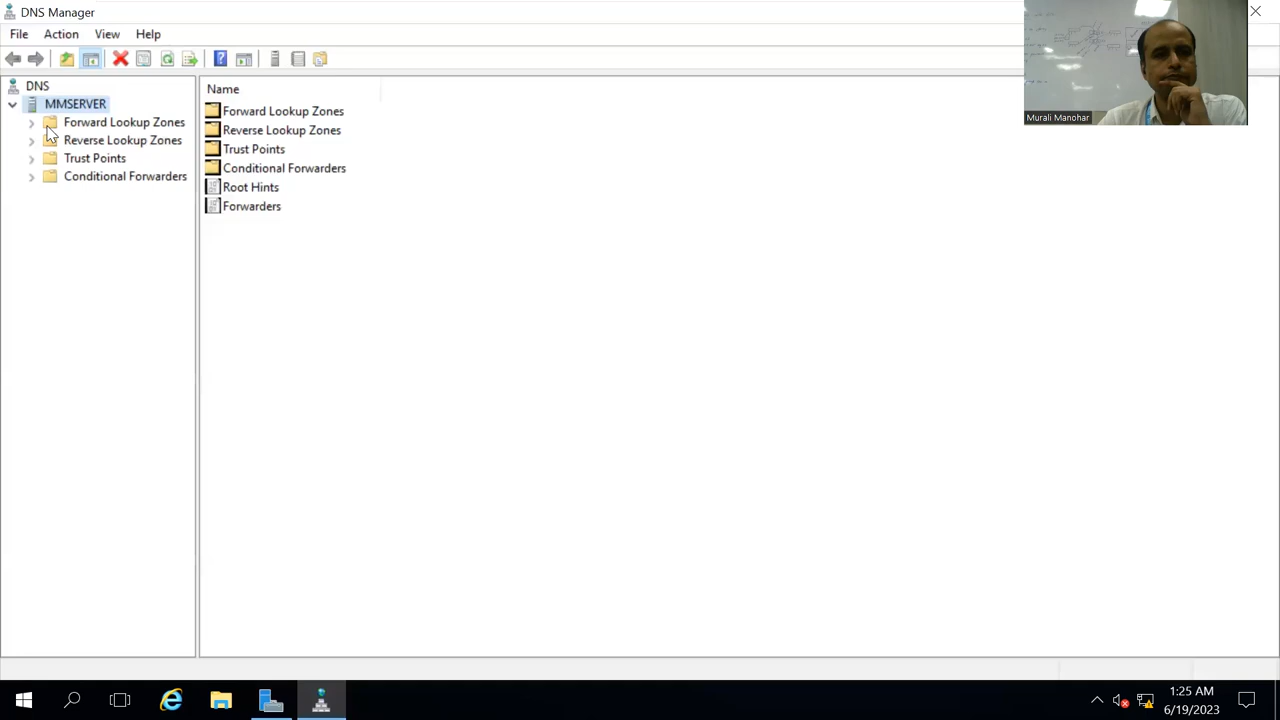 DNS Manager
File Action View Help
DNS
MMSERVER
Forward Lookup Zones
Reverse Lookup Zones
Trust Points
Conditional Forwarders
Name
Forward Lookup Zones
Reverse Lookup Zones
Trust Points
Conditional Forwarders
Root Hints
Forwarders
Murali Manohar
1:25 AM
6/19/2023